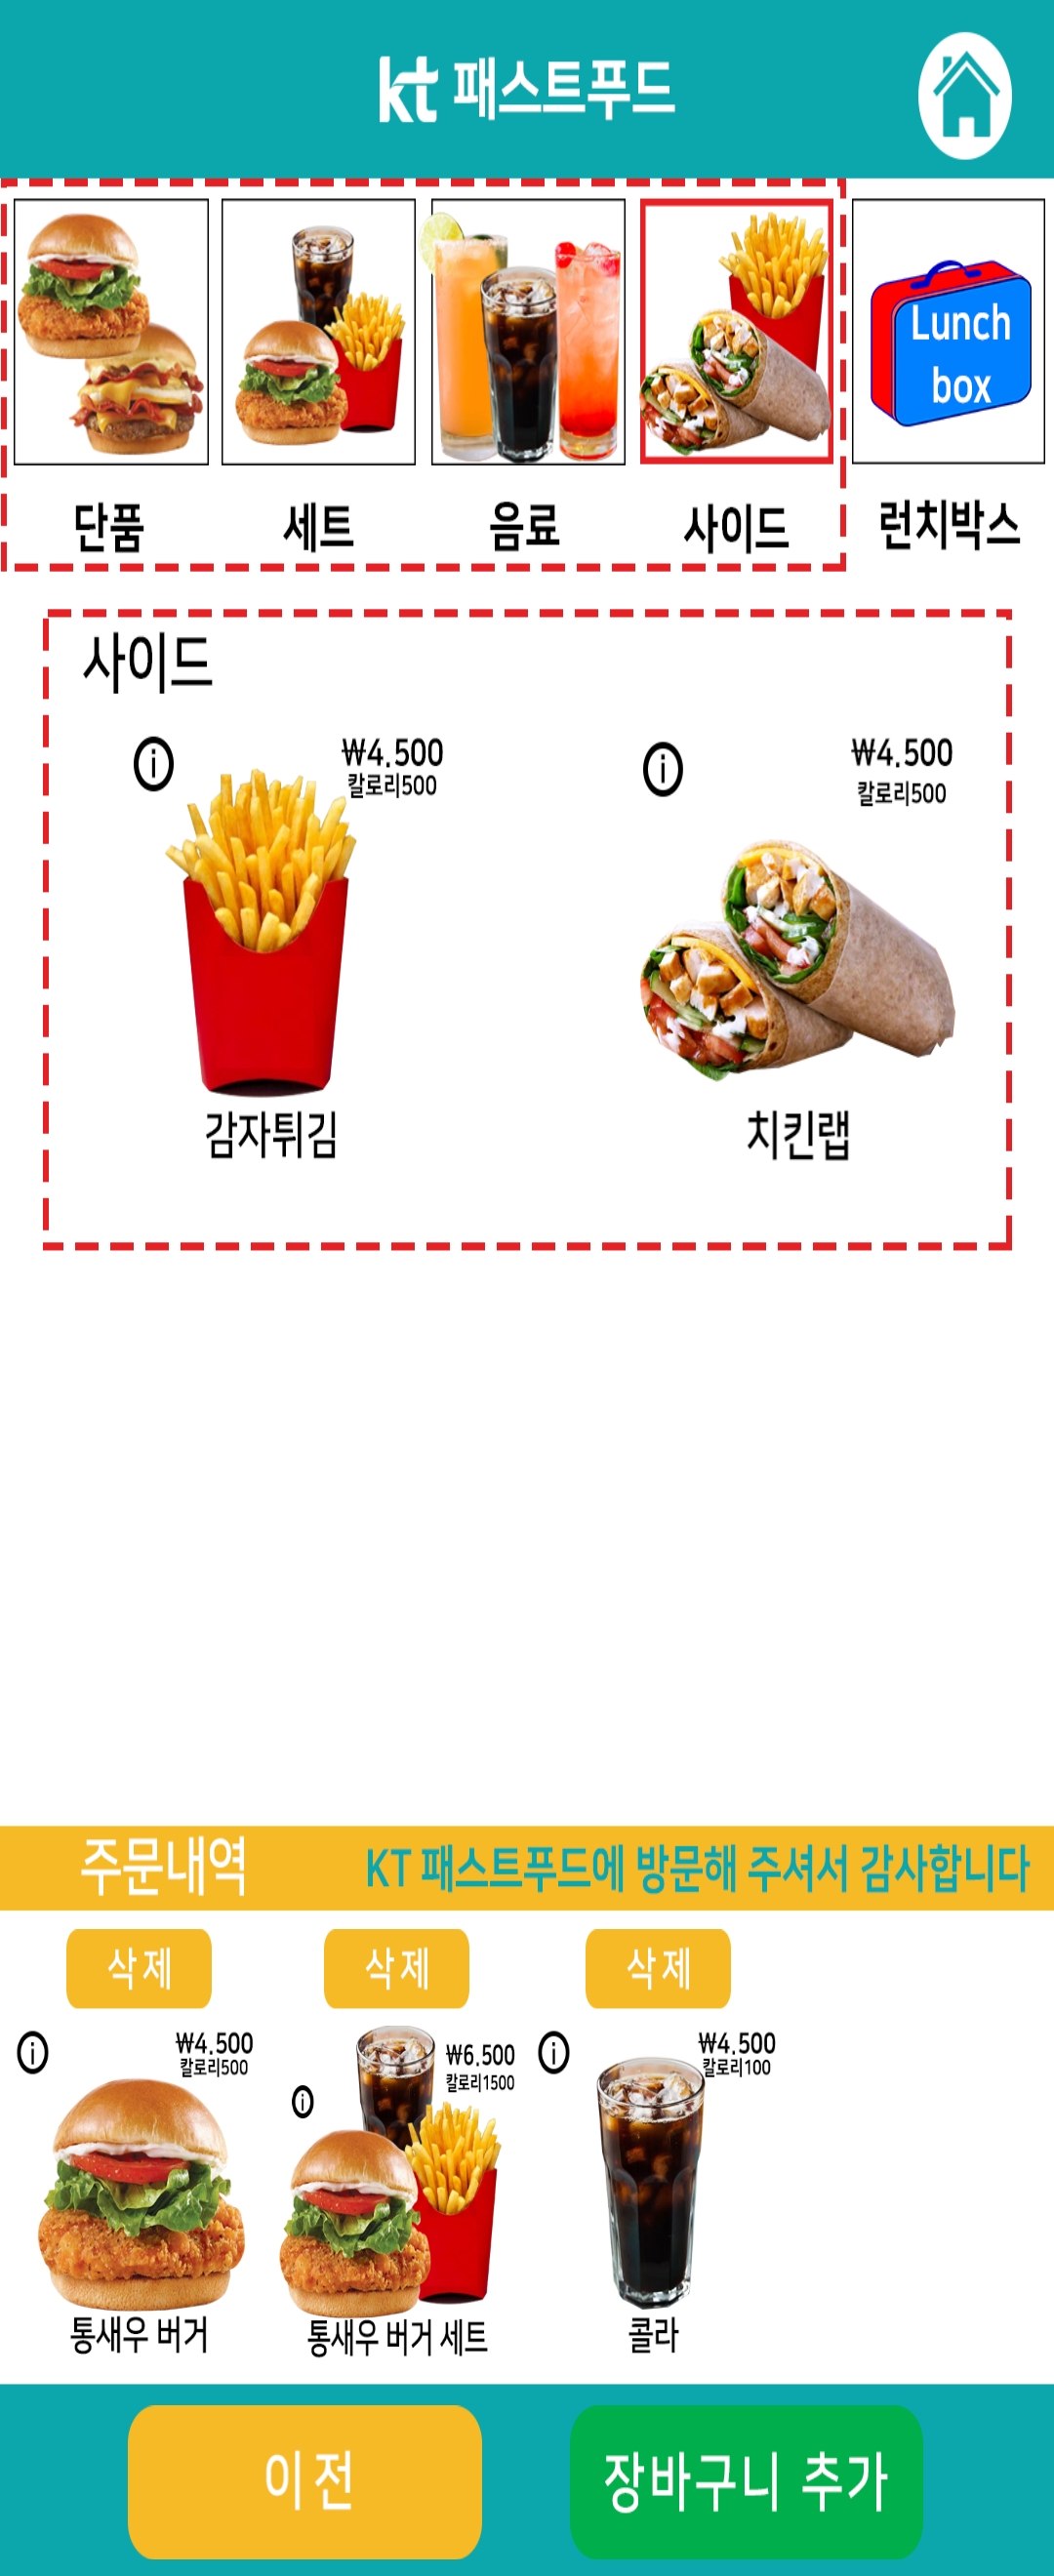 kt 패스트푸드
Lunch
box
단품 세트 음료 사이드 런치박스
사이드
i ₩4.500 i ₩4.500
칼로리500 칼로리500
감자튀김 치킨랩
주문내역 KT 패스트푸드에 방문해 주셔서 감사합니다
삭제 삭제 삭제
i ₩4.500 i ₩6.500 i ₩4.500
칼로리500 칼로리1500 칼로리100
통새우 버거 통새우 버거 세트 콜라
이전 장바구니 추가